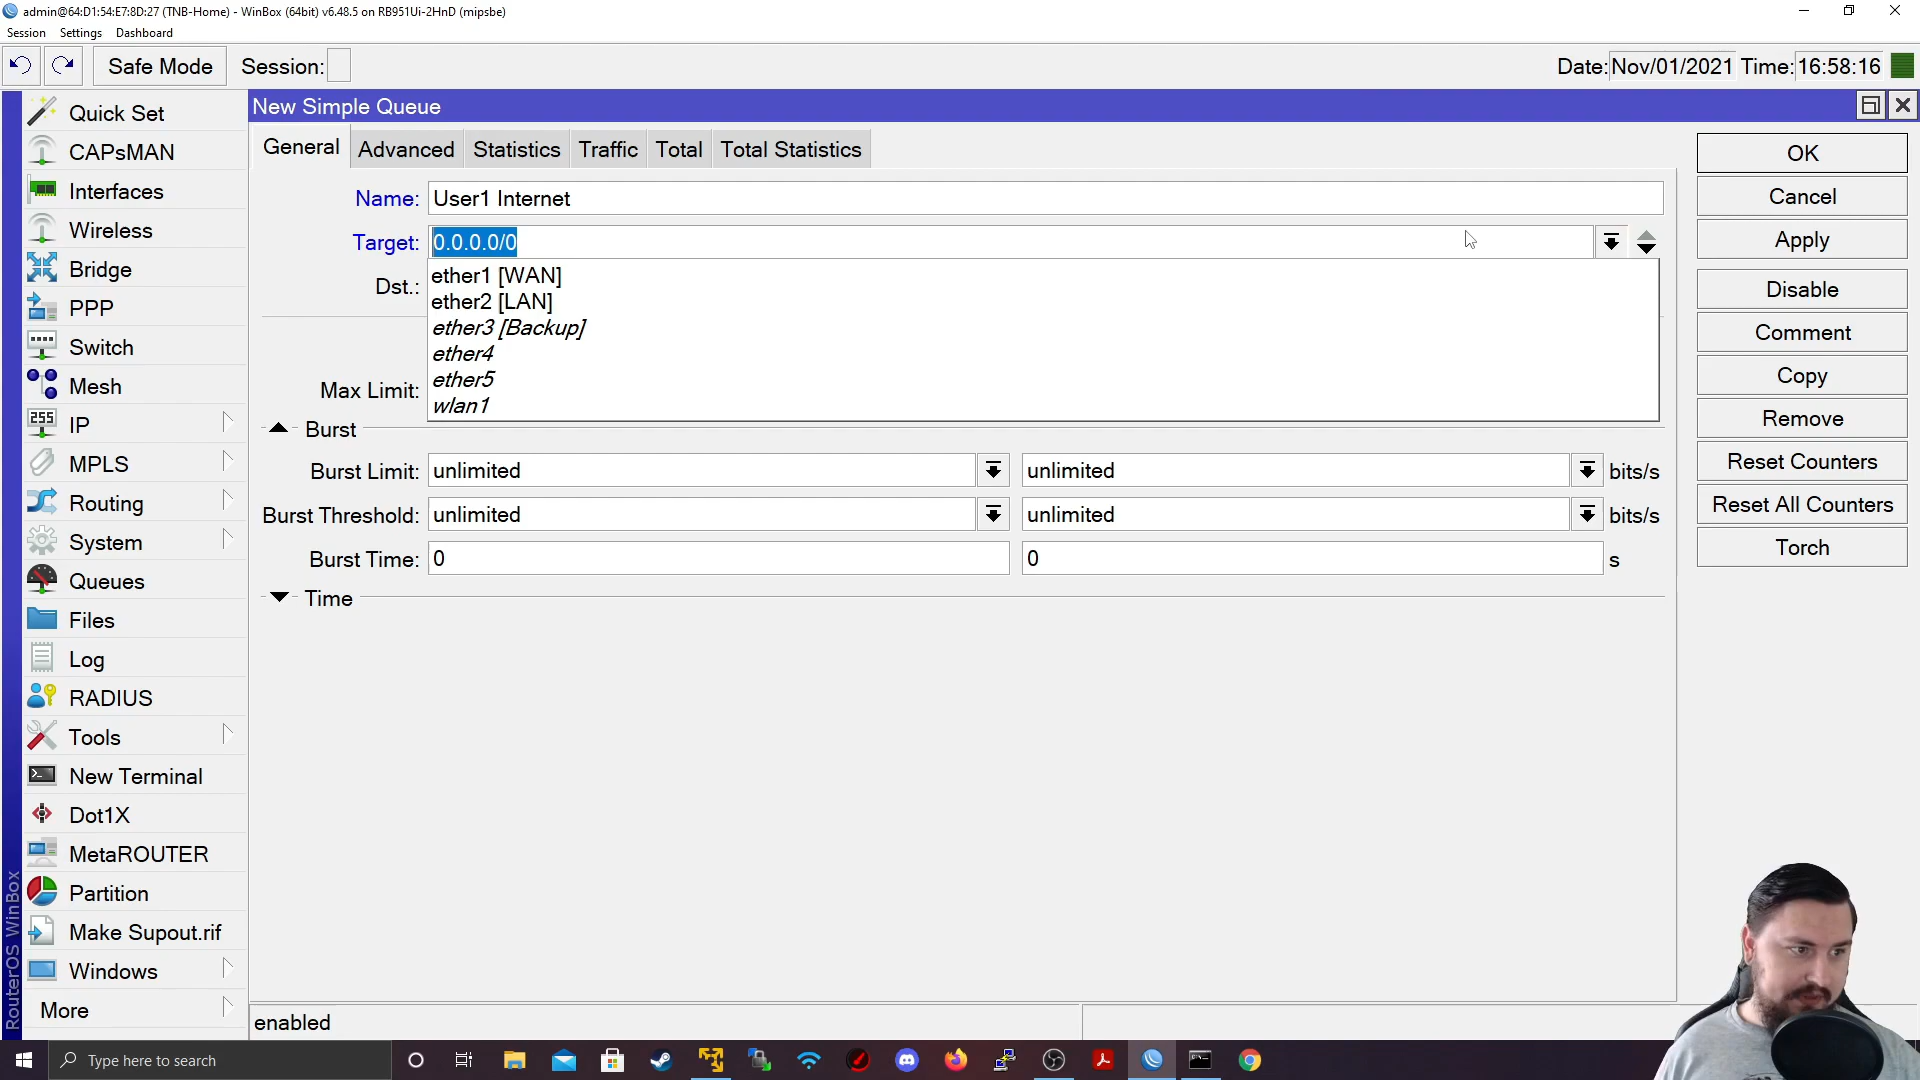 admin@64:D1:54:E7:8D:27 (TNB-Home) - WinBox (64bit) v6.48.5 on RB951Ui-2HnD (mipsbe)
Session Settings Dashboard
Safe Mode Session: Date: Nov/01/2021 Time: 16:58:16
Quick Set
CAPsMAN
Interfaces
Wireless
Bridge
PPP
Switch
Mesh
255
IP
MPLS
Routing
System
Queues
Files
Log
RADIUS
Tools
New Terminal
Dot1X
MetaROUTER
Partition
Make Supout.rif
Windows
More
RouterOS WinBox
New Simple Queue
General Advanced Statistics Traffic Total Total Statistics
Name: User1 Internet
Target: 0.0.0.0/0
Dst.:
ether1 [WAN]
ether2 [LAN]
ether3 [Backup]
ether4
ether5
wlan1
Max Limit:
Burst
Burst Limit: unlimited unlimited bits/s
Burst Threshold: unlimited unlimited bits/s
Burst Time: 0 0 s
Time
enabled
OK
Cancel
Apply
Disable
Comment
Copy
Remove
Reset Counters
Reset All Counters
Torch
Type here to search